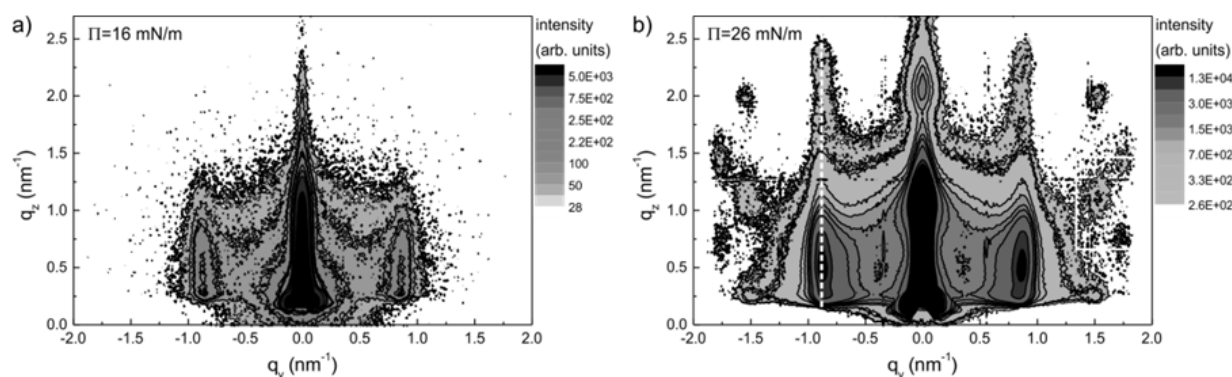 a)
Π=16 mN/m
intensity
(arb. units)
5.0E+03
7.5E+02
2.5E+02
2.2E+02
100
50
28
2.5
2.0
1.5
1.0
0.5
0.0
q_z (nm⁻¹)
-2.0 -1.5 -1.0 -0.5 0.0 0.5 1.0 1.5 2.0
q_y (nm⁻¹)
b)
Π=26 mN/m
intensity
(arb. units)
1.3E+04
3.0E+03
1.5E+03
7.0E+02
3.3E+02
2.6E+02
2.5
2.0
1.5
1.0
0.5
0.0
q_z (nm⁻¹)
-2.0 -1.5 -1.0 -0.5 0.0 0.5 1.0 1.5 2.0
q_y (nm⁻¹)